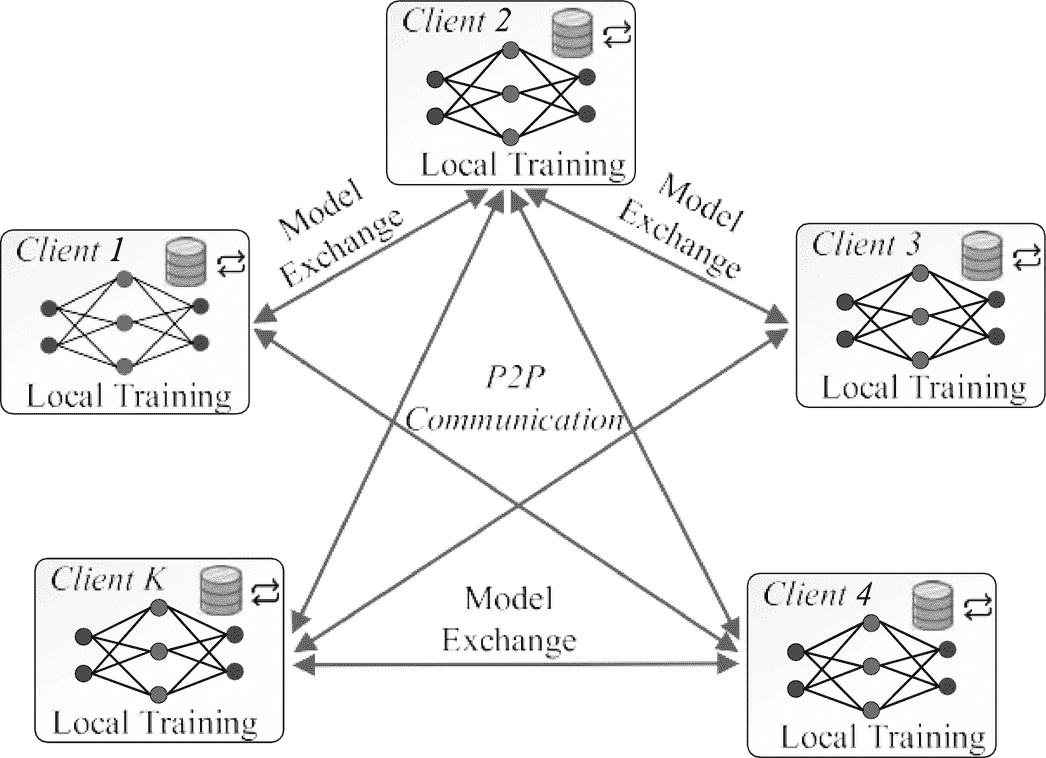 Client 2
Local Training
Model
Exchange
Model
Exchange
Client 1
Local Training
Client 3
Local Training
P2P
Communication
Client K
Local Training
Model
Exchange
Client 4
Local Training